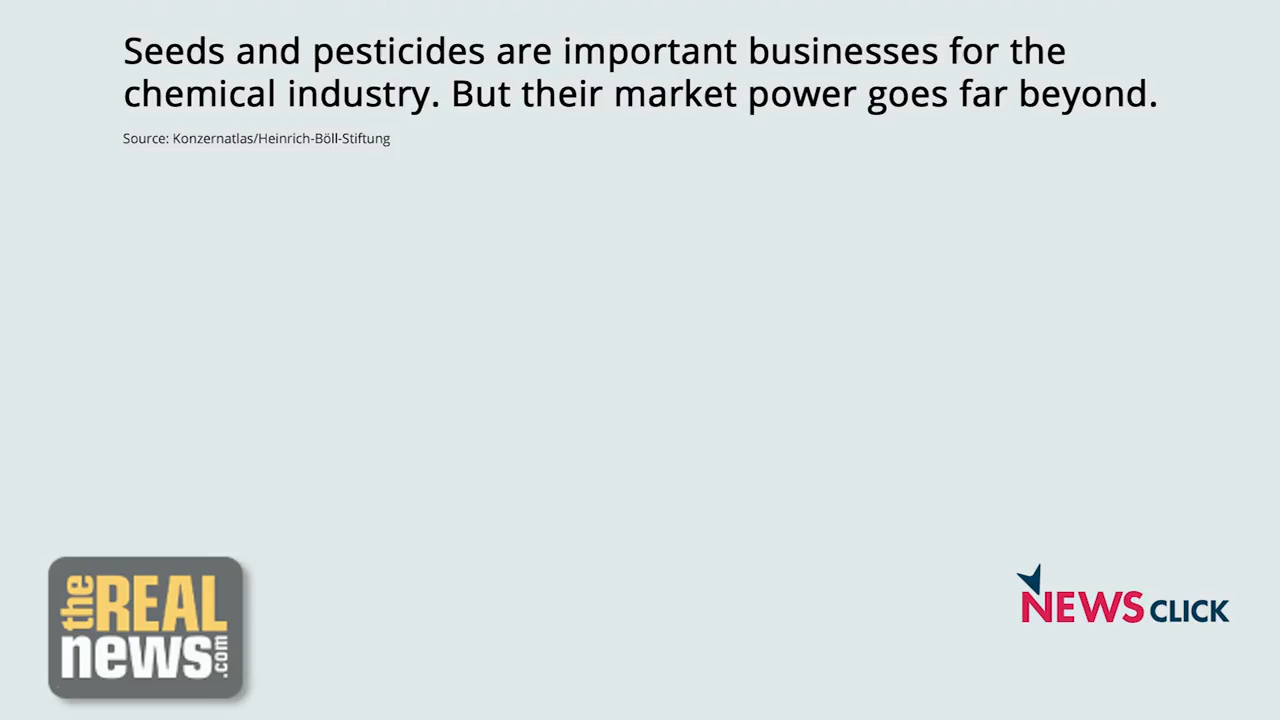 Seeds and pesticides are important businesses for the
chemical industry. But their market power goes far beyond.
Source: Konzernatlas/Heinrich-Böll-Stiftung
the REAL
news.com
NEWS CLICK